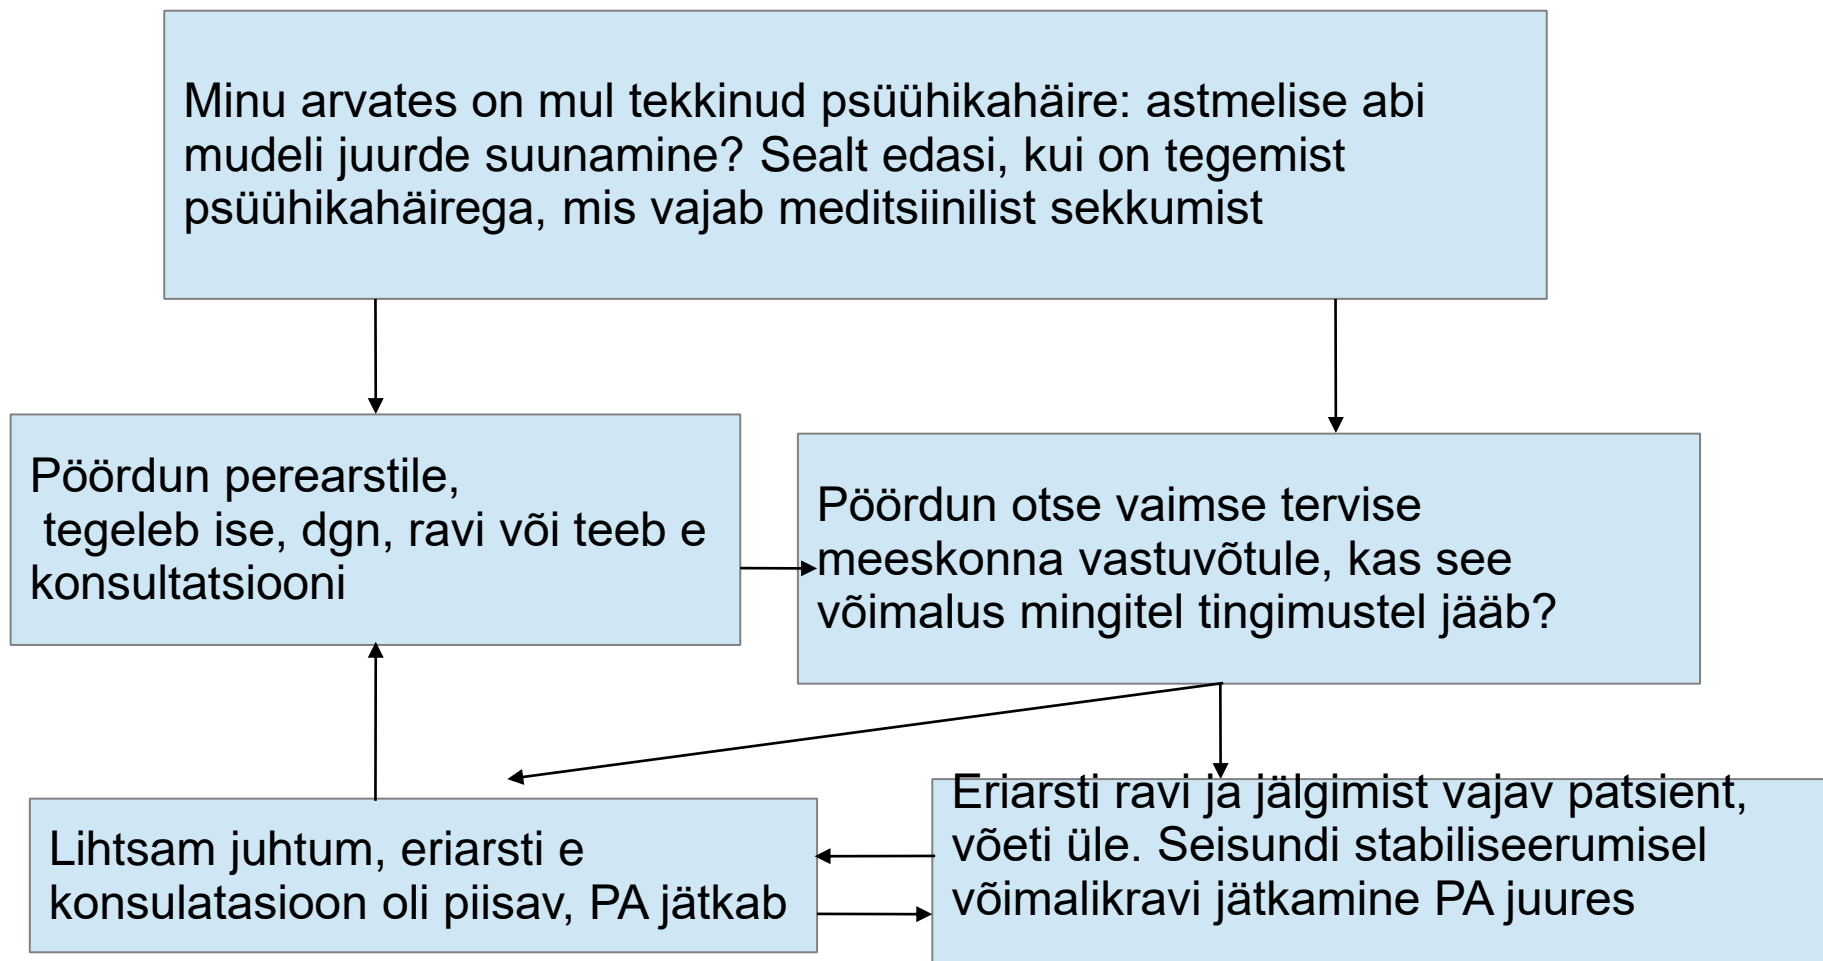 Minu arvates on mul tekkinud psüühikahäire: astmelise abi
mudeli juurde suunamine? Sealt edasi, kui on tegemist
psüühikahäirega, mis vajab meditsiinilist sekkumist
Pöördun perearstile,
tegeleb ise, dgn, ravi või teeb e
konsultatsiooni
Pöördun otse vaimse tervise
meeskonna vastuvõtule, kas see
võimalus mingitel tingimustel jääb?
Lihtsam juhtum, eriarsti e
konsulatasioon oli piisav, PA jätkab
Eriarsti ravi ja jälgimist vajav patsient,
võeti üle. Seisundi stabiliseerumisel
võimalikravi jätkamine PA juures